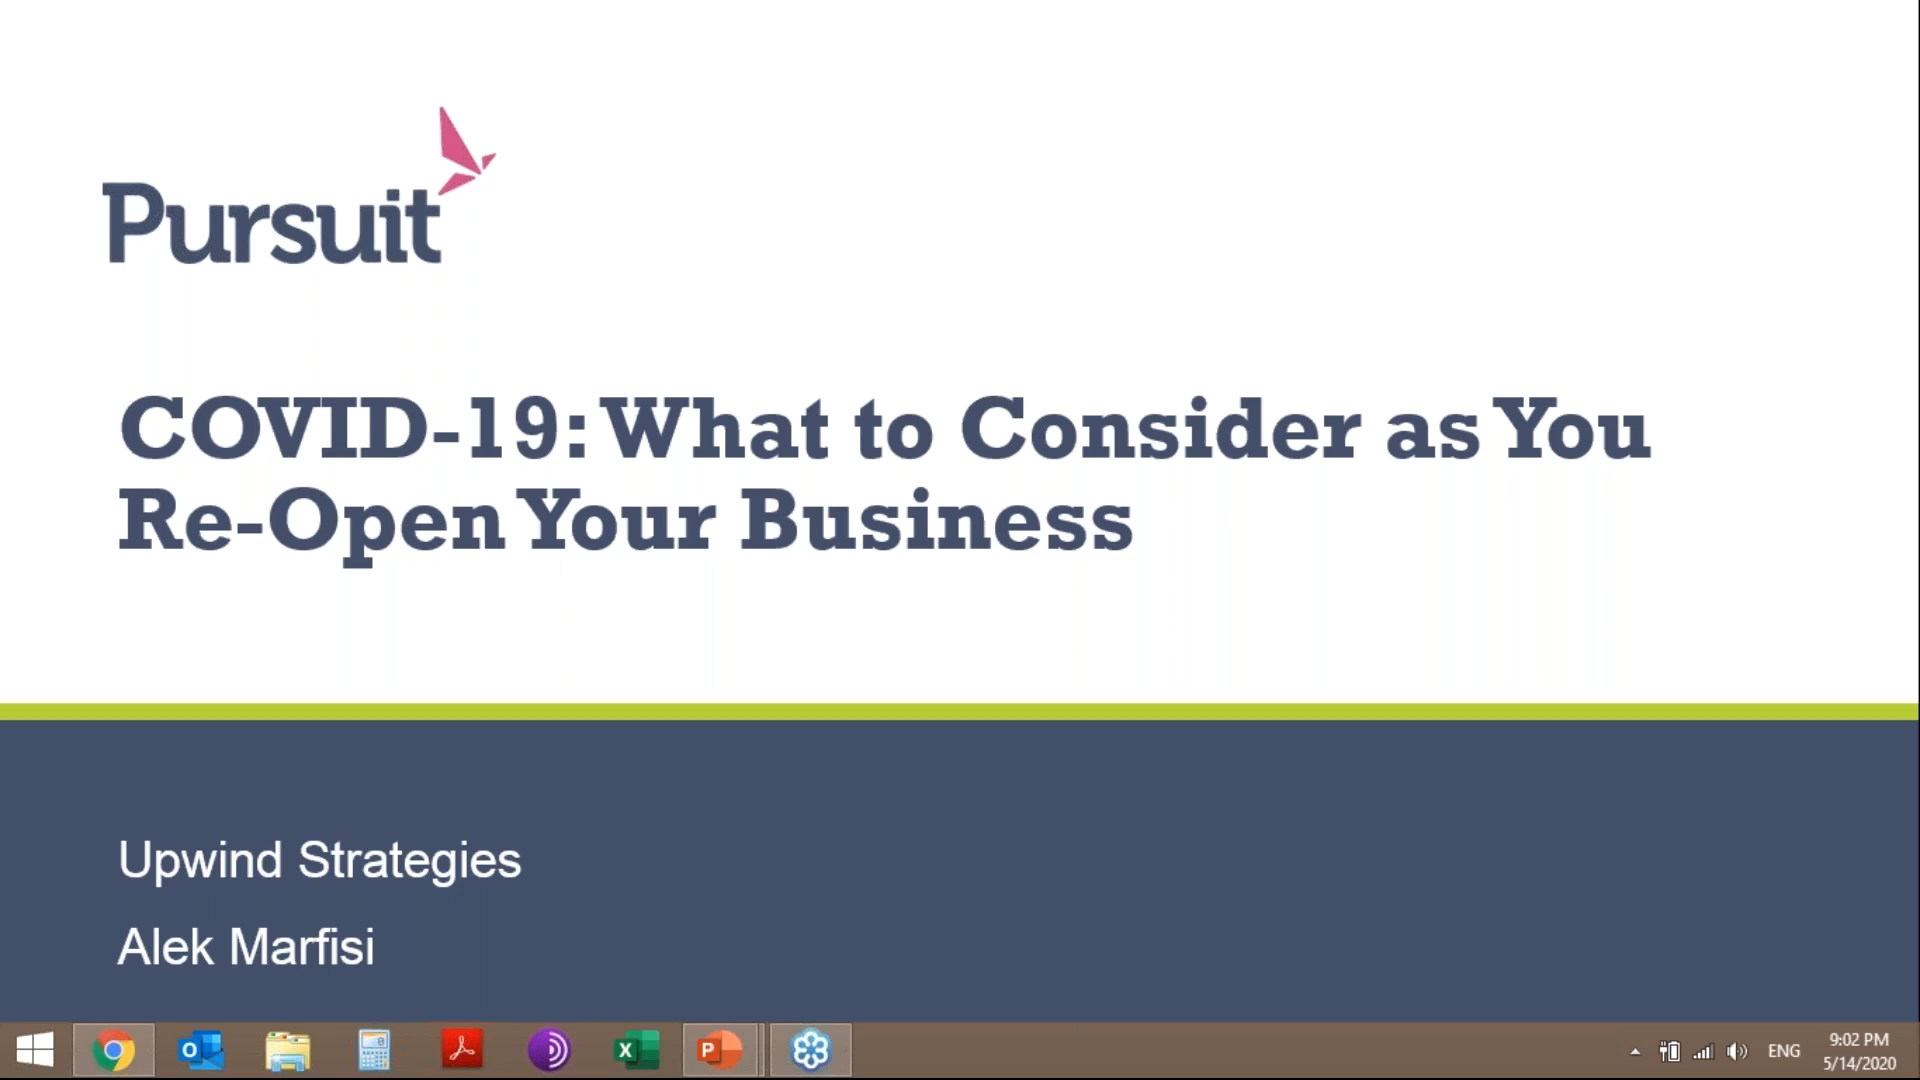 Pursuit
COVID-19: What to Consider as You
Re-Open Your Business
Upwind Strategies
Alek Marfisi
ENG
9:02 PM
5/14/2020